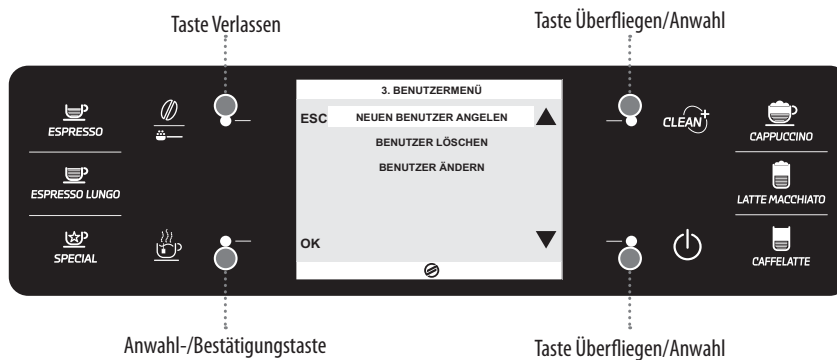 Taste Verlassen
Taste Überfliegen/Anwahl
3. BENUTZERMENÜ
ESC
NEUEN BENUTZER ANGELEN
BENUTZER LÖSCHEN
BENUTZER ÄNDERN
OK
ESPRESSO
ESPRESSO LUNGO
SPECIAL
CLEAN+
CAPPUCCINO
LATTE MACCHIATO
CAFFELATTE
Anwahl-/Bestätigungstaste
Taste Überfliegen/Anwahl